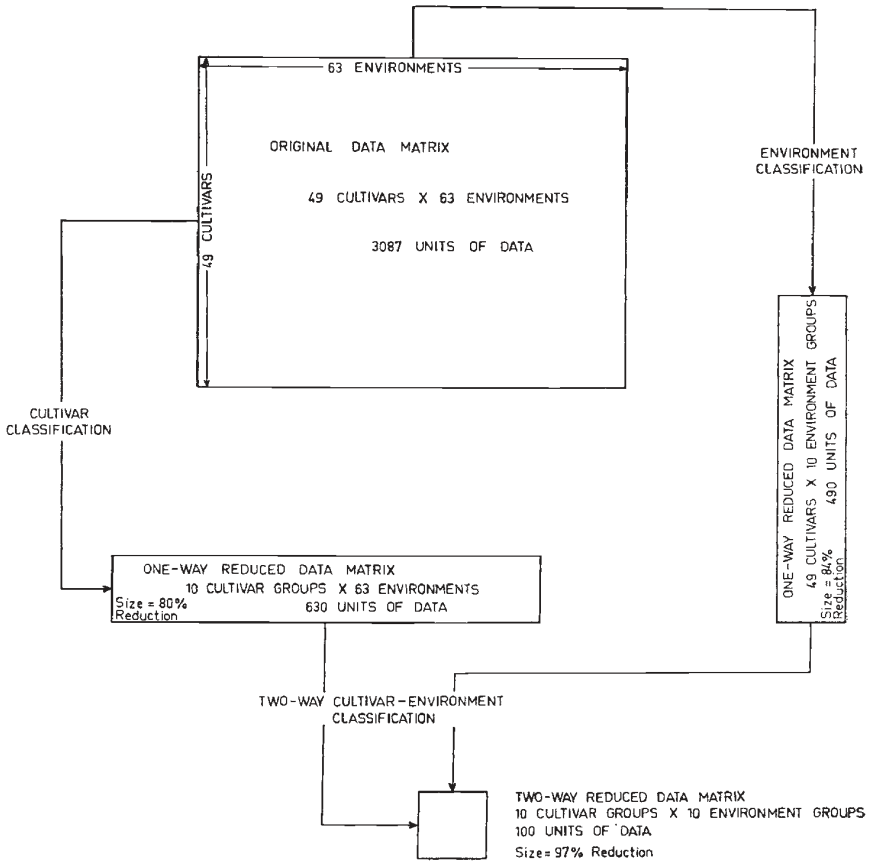 63 ENVIRONMENTS
ORIGINAL DATA MATRIX
49 CULTIVARS X 63 ENVIRONMENTS
3087 UNITS OF DATA
49 CULTIVARS
ENVIRONMENT
CLASSIFICATION
CULTIVAR
CLASSIFICATION
ONE-WAY REDUCED DATA MATRIX
49 CULTIVARS X 10 ENVIRONMENT GROUPS
490 UNITS OF DATA
Size = 84%
Reduction
ONE-WAY REDUCED DATA MATRIX
10 CULTIVAR GROUPS X 63 ENVIRONMENTS
630 UNITS OF DATA
Size = 80%
Reduction
TWO-WAY CULTIVAR-ENVIRONMENT
CLASSIFICATION
TWO-WAY REDUCED DATA MATRIX
10 CULTIVAR GROUPS X 10 ENVIRONMENT GROUPS
100 UNITS OF DATA
Size= 97% Reduction